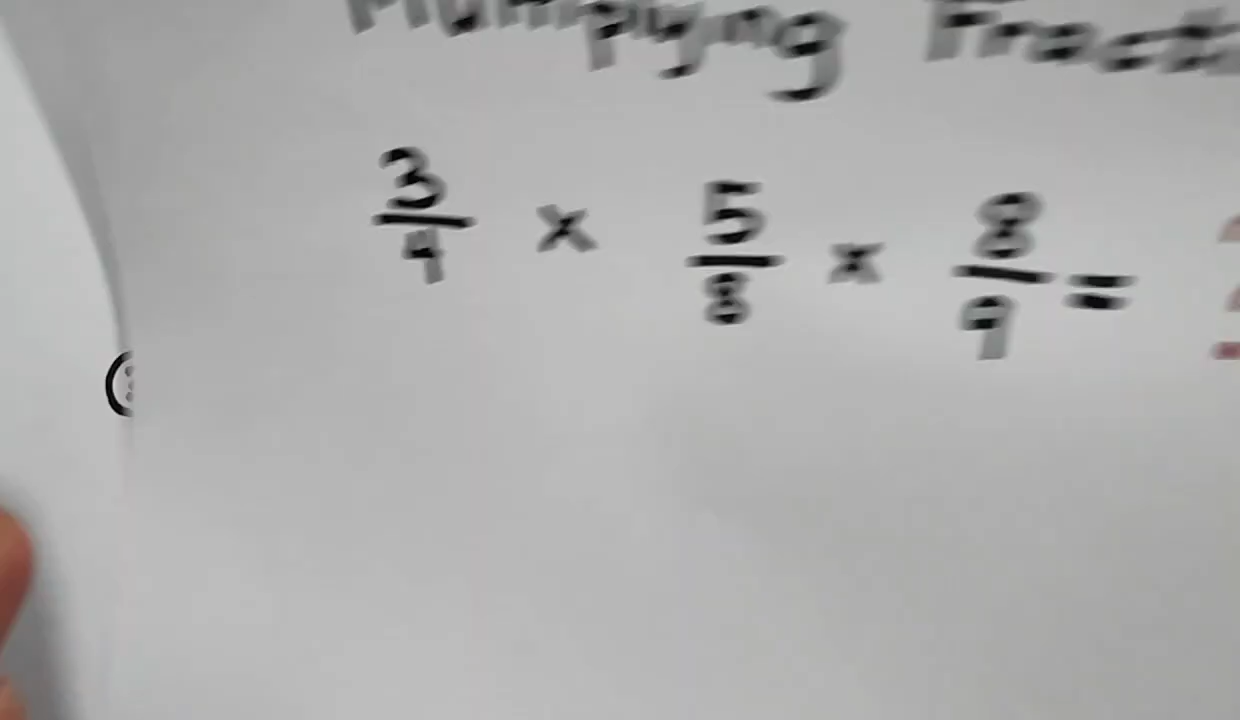 Multiplying Fracti
3/4 × 5/8 × 8/9 =